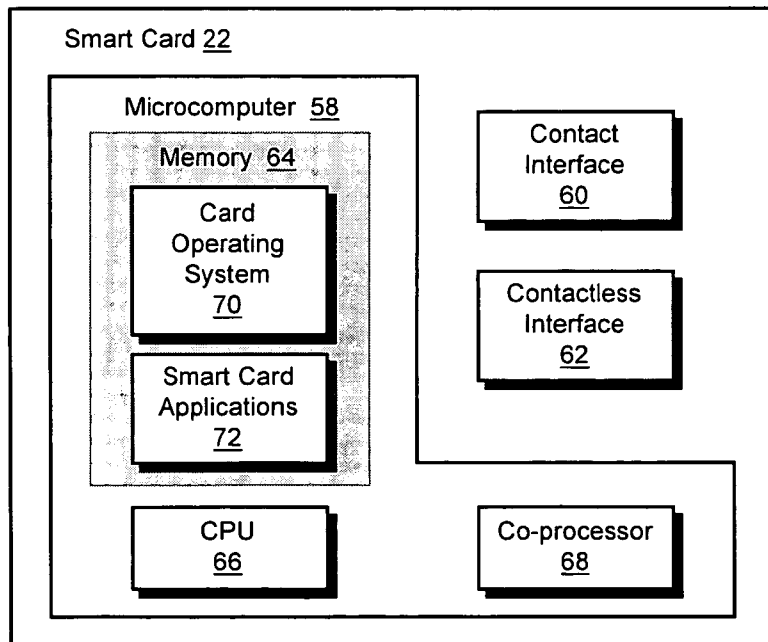 Smart Card 22
Microcomputer 58
Memory 64
Card
Operating
System
70
Smart Card
Applications
72
CPU
66
Contact
Interface
60
Contactless
Interface
62
Co-processor
68